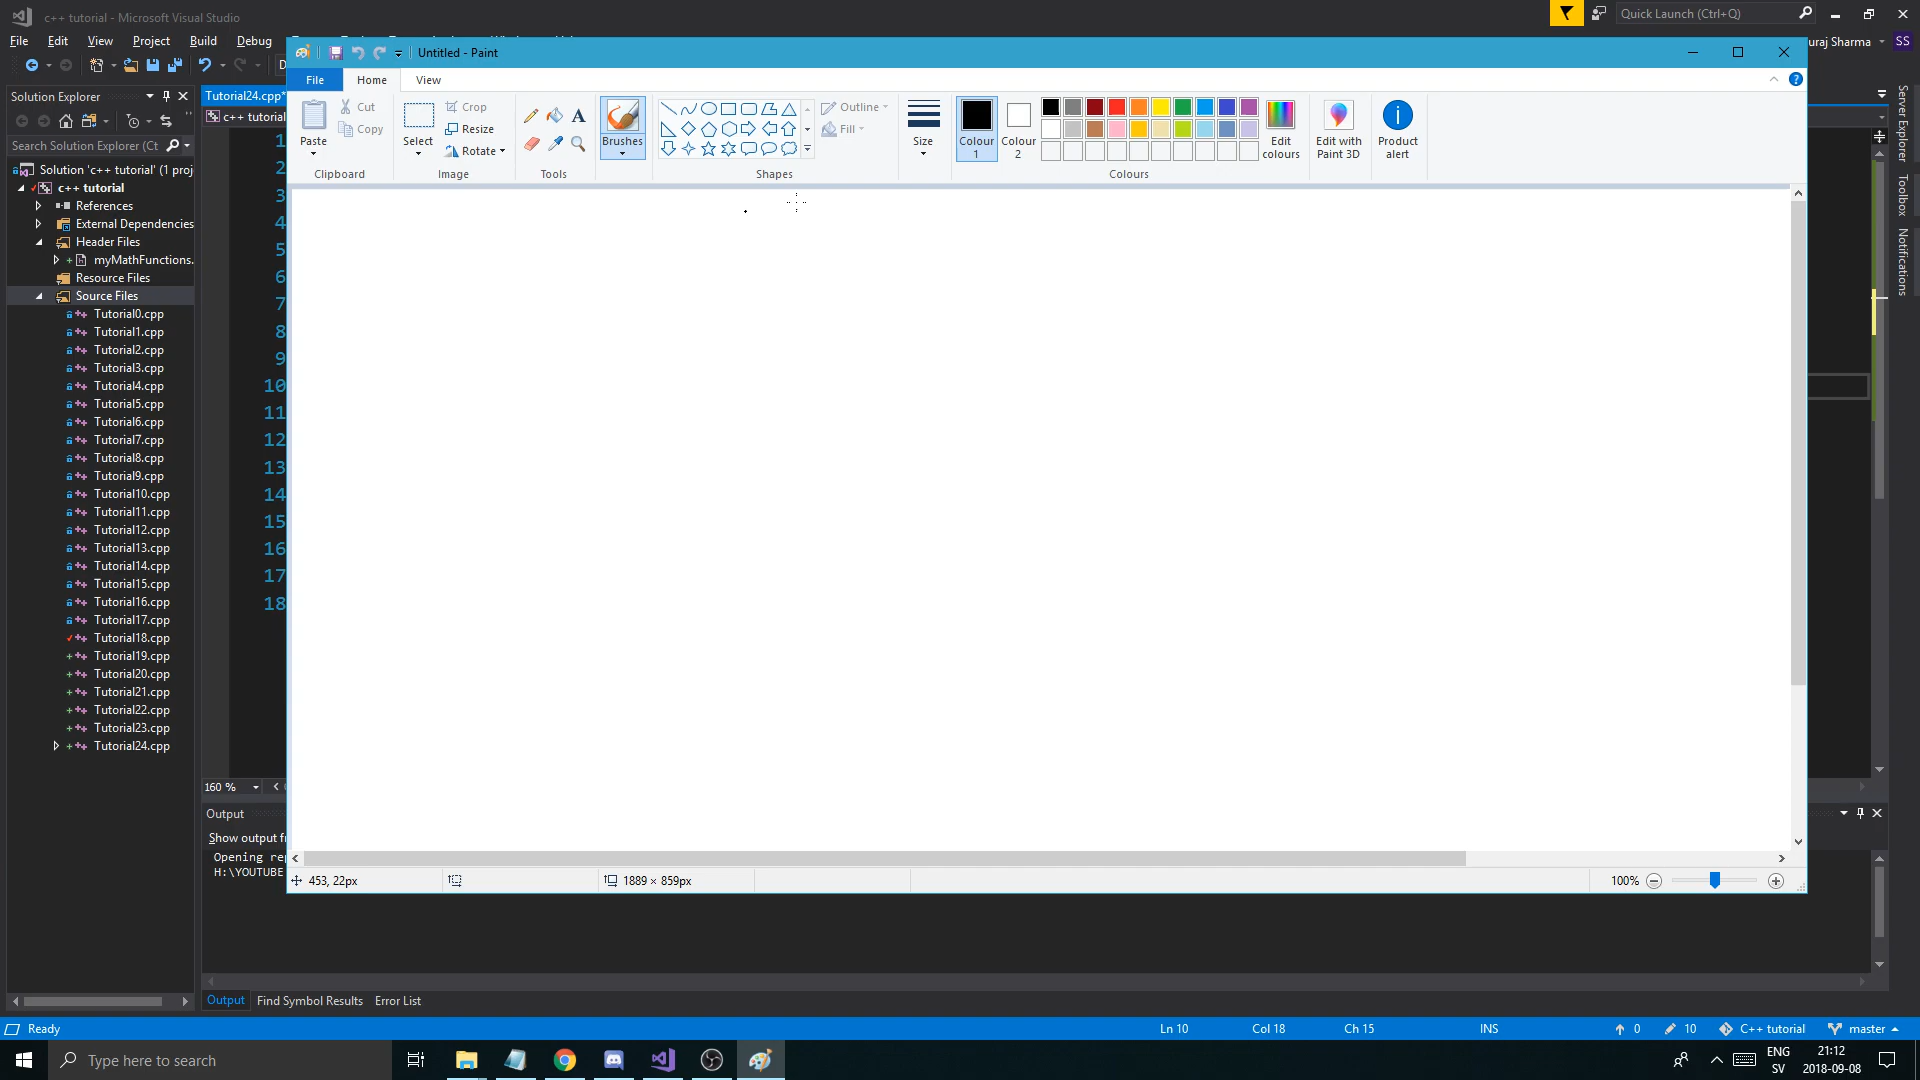 c++ tutorial - Microsoft Visual Studio
Quick Launch (Ctrl+Q)
File Edit View Project Build Debug
uraj Sharma SS
Untitled - Paint
File Home View
Solution Explorer
Tutorial24.cpp*
c++ tutorial
Search Solution Explorer (Ct
Solution 'c++ tutorial' (1 proj
c++ tutorial
References
External Dependencies
Header Files
myMathFunctions.
Resource Files
Source Files
Tutorial0.cpp
Tutorial1.cpp
Tutorial2.cpp
Tutorial3.cpp
Tutorial4.cpp
Tutorial5.cpp
Tutorial6.cpp
Tutorial7.cpp
Tutorial8.cpp
Tutorial9.cpp
Tutorial10.cpp
Tutorial11.cpp
Tutorial12.cpp
Tutorial13.cpp
Tutorial14.cpp
Tutorial15.cpp
Tutorial16.cpp
Tutorial17.cpp
Tutorial18.cpp
Tutorial19.cpp
Tutorial20.cpp
Tutorial21.cpp
Tutorial22.cpp
Tutorial23.cpp
Tutorial24.cpp
1
2
3
4
5
6
7
8
9
10
11
12
13
14
15
16
17
18
Paste
Cut
Copy
Clipboard
Select
Crop
Resize
Rotate
Image
Tools
Brushes
Shapes
Outline
Fill
Size
Colour 1
Colour 2
Edit colours
Colours
Edit with Paint 3D
Product alert
Server Explorer
Toolbox
Notifications
453, 22px
1889 × 859px
100%
160 %
Output
Show output f
Opening rep
H:\YOUTUBE
Output Find Symbol Results Error List
Ready Ln 10 Col 18 Ch 15 INS 0 10 C++ tutorial master
Type here to search
ENG
SV
21:12
2018-09-08